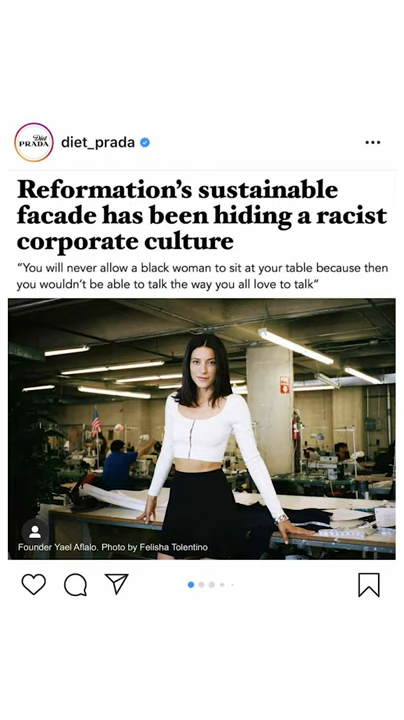 Diet
PRADA
diet_prada
Reformation's sustainable
facade has been hiding a racist
corporate culture
"You will never allow a black woman to sit at your table because then
you wouldn't be able to talk the way you all love to talk"
Founder Yael Aflalo. Photo by Felisha Tolentino